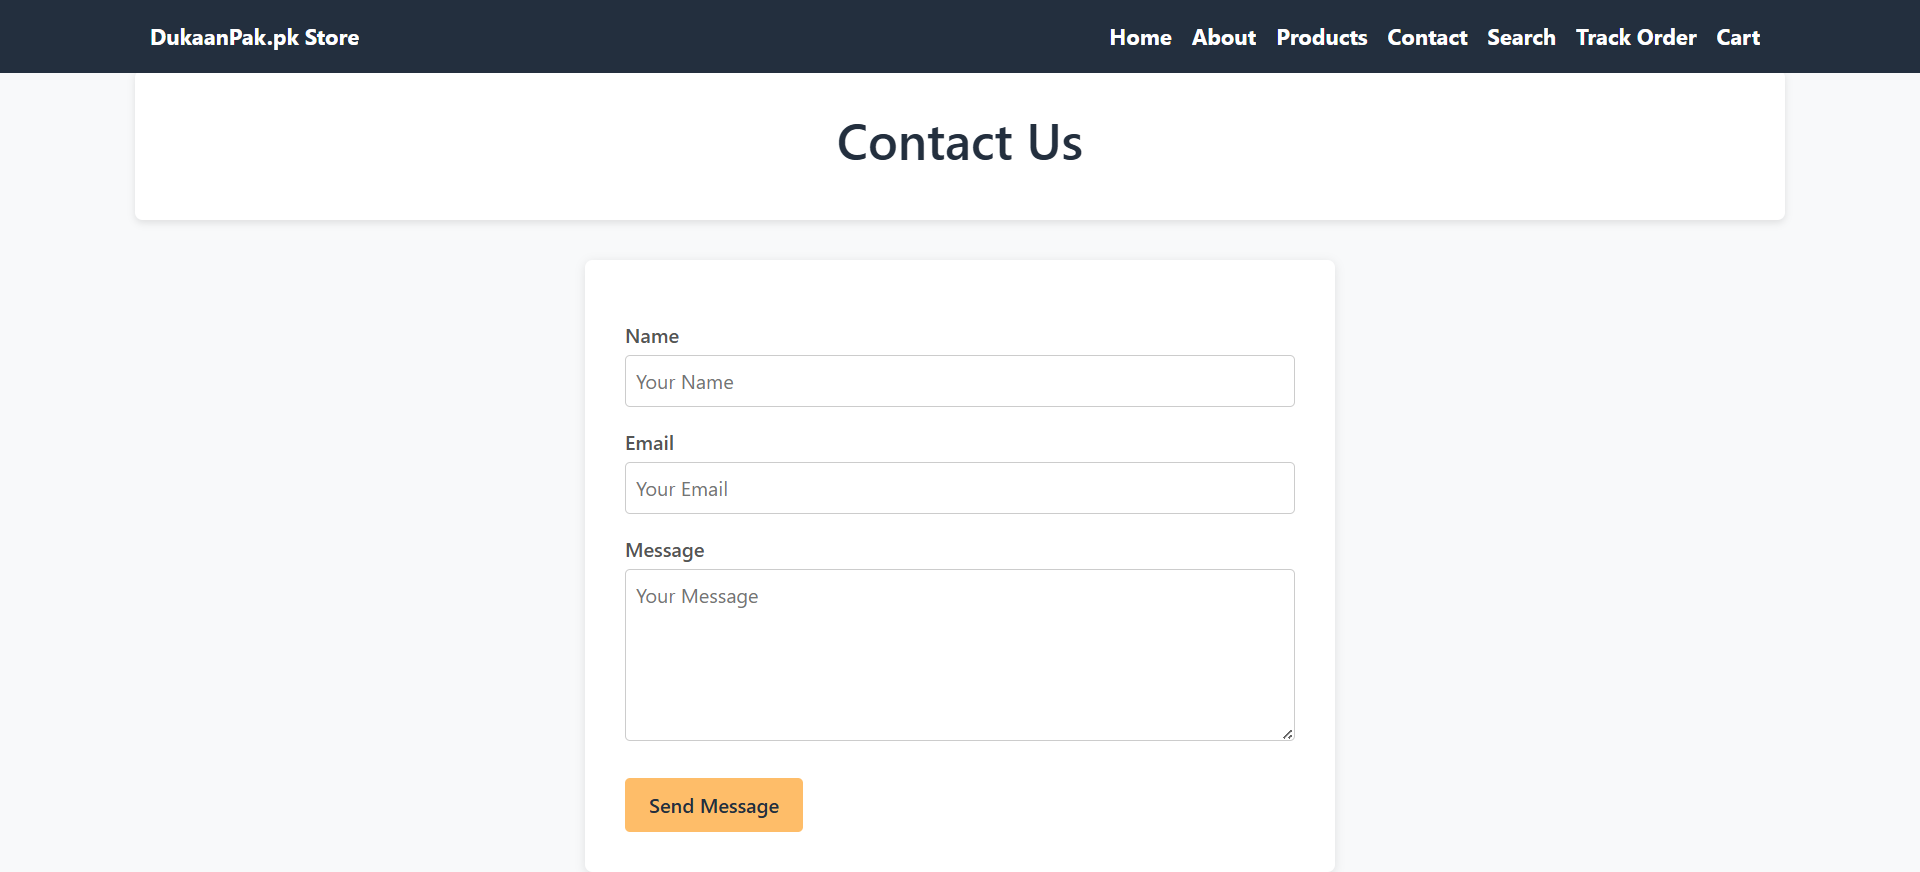 DukaanPak.pk Store Home About Products Contact Search Track Order Cart
Contact Us
Name
Your Name
Email
Your Email
Message
Your Message
Send Message